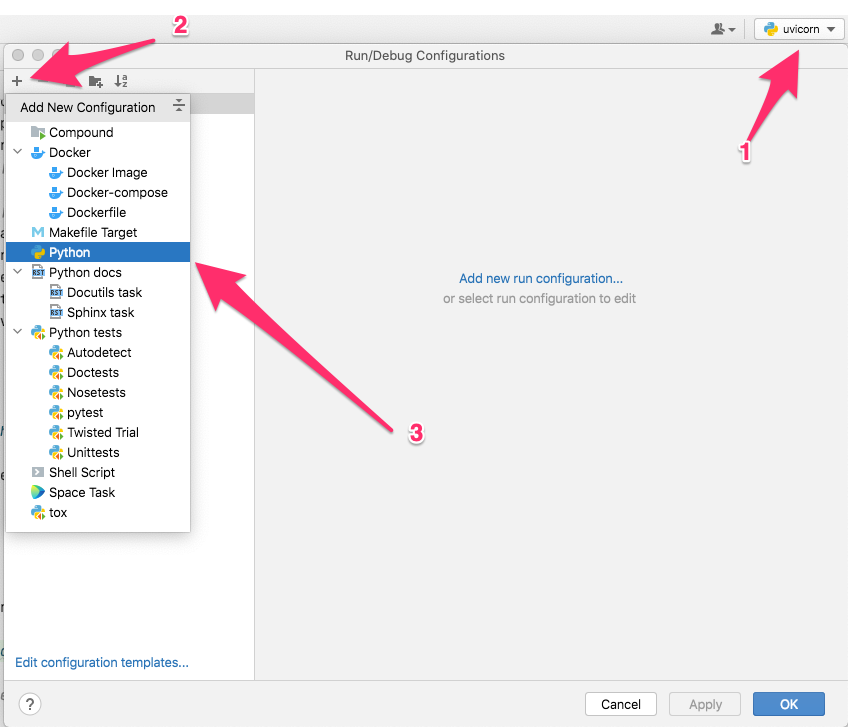 2
uvicorn
Run/Debug Configurations
Add New Configuration
1
Compound
Docker
Docker Image
Docker-compose
Dockerfile
Makefile Target
Python
Python docs
Docutils task
Sphinx task
Python tests
Autodetect
Doctests
Nosetests
pytest
Twisted Trial
Unittests
Shell Script
Space Task
tox
Add new run configuration...
or select run configuration to edit
3
Edit configuration templates...
?
Cancel
Apply
OK